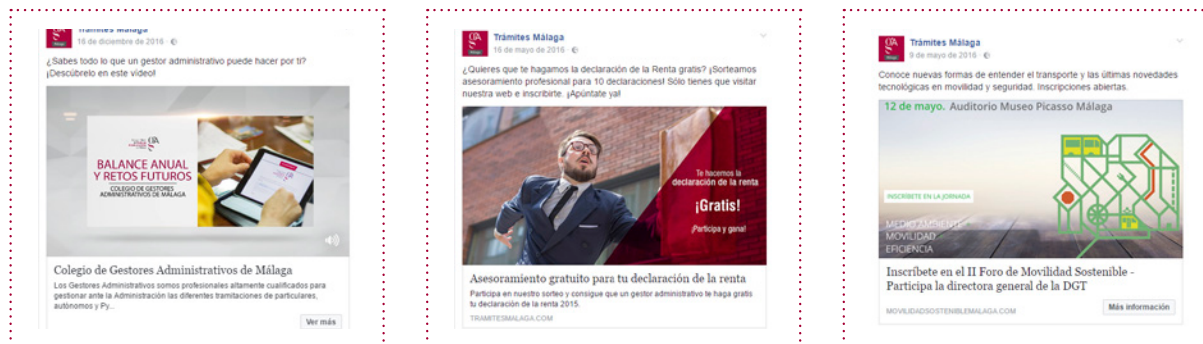 Trámites Málaga
16 de diciembre de 2016
¿Sabes todo lo que un gestor administrativo puede hacer por ti?
¡Descúbrelo en este vídeo!
BALANCE ANUAL
Y RETOS FUTUROS
COLEGIO DE GESTORES
ADMINISTRATIVOS DE MÁLAGA
Colegio de Gestores Administrativos de Málaga
Los Gestores Administrativos somos profesionales altamente cualificados para
gestionar ante la Administración las diferentes tramitaciones de particulares,
autónomos y Py...
Ver más
Trámites Málaga
16 de mayo de 2016
¿Quieres que te hagamos la declaración de la Renta gratis? ¡Sorteamos
asesoramiento profesional para 10 declaraciones! Sólo tienes que visitar
nuestra web e inscribirte. ¡Apúntate ya!
Te hacemos la
declaración de la renta
¡Gratis!
¡Participa y gana!
Asesoramiento gratuito para tu declaración de la renta
Participa en nuestro sorteo y consigue que un gestor administrativo te haga gratis
tu declaración de la renta 2015.
TRAMITESMALAGA.COM
Trámites Málaga
9 de mayo de 2016
Conoce nuevas formas de entender el transporte y las últimas novedades
tecnológicas en movilidad y seguridad. Inscripciones abiertas.
12 de mayo. Auditorio Museo Picasso Málaga
INSCRÍBETE EN LA JORNADA
MEDIO AMBIENTE
MOVILIDAD
EFICIENCIA
Inscríbete en el II Foro de Movilidad Sostenible -
Participa la directora general de la DGT
MOVILIDADSOSTENIBLEMALAGA.COM
Más información